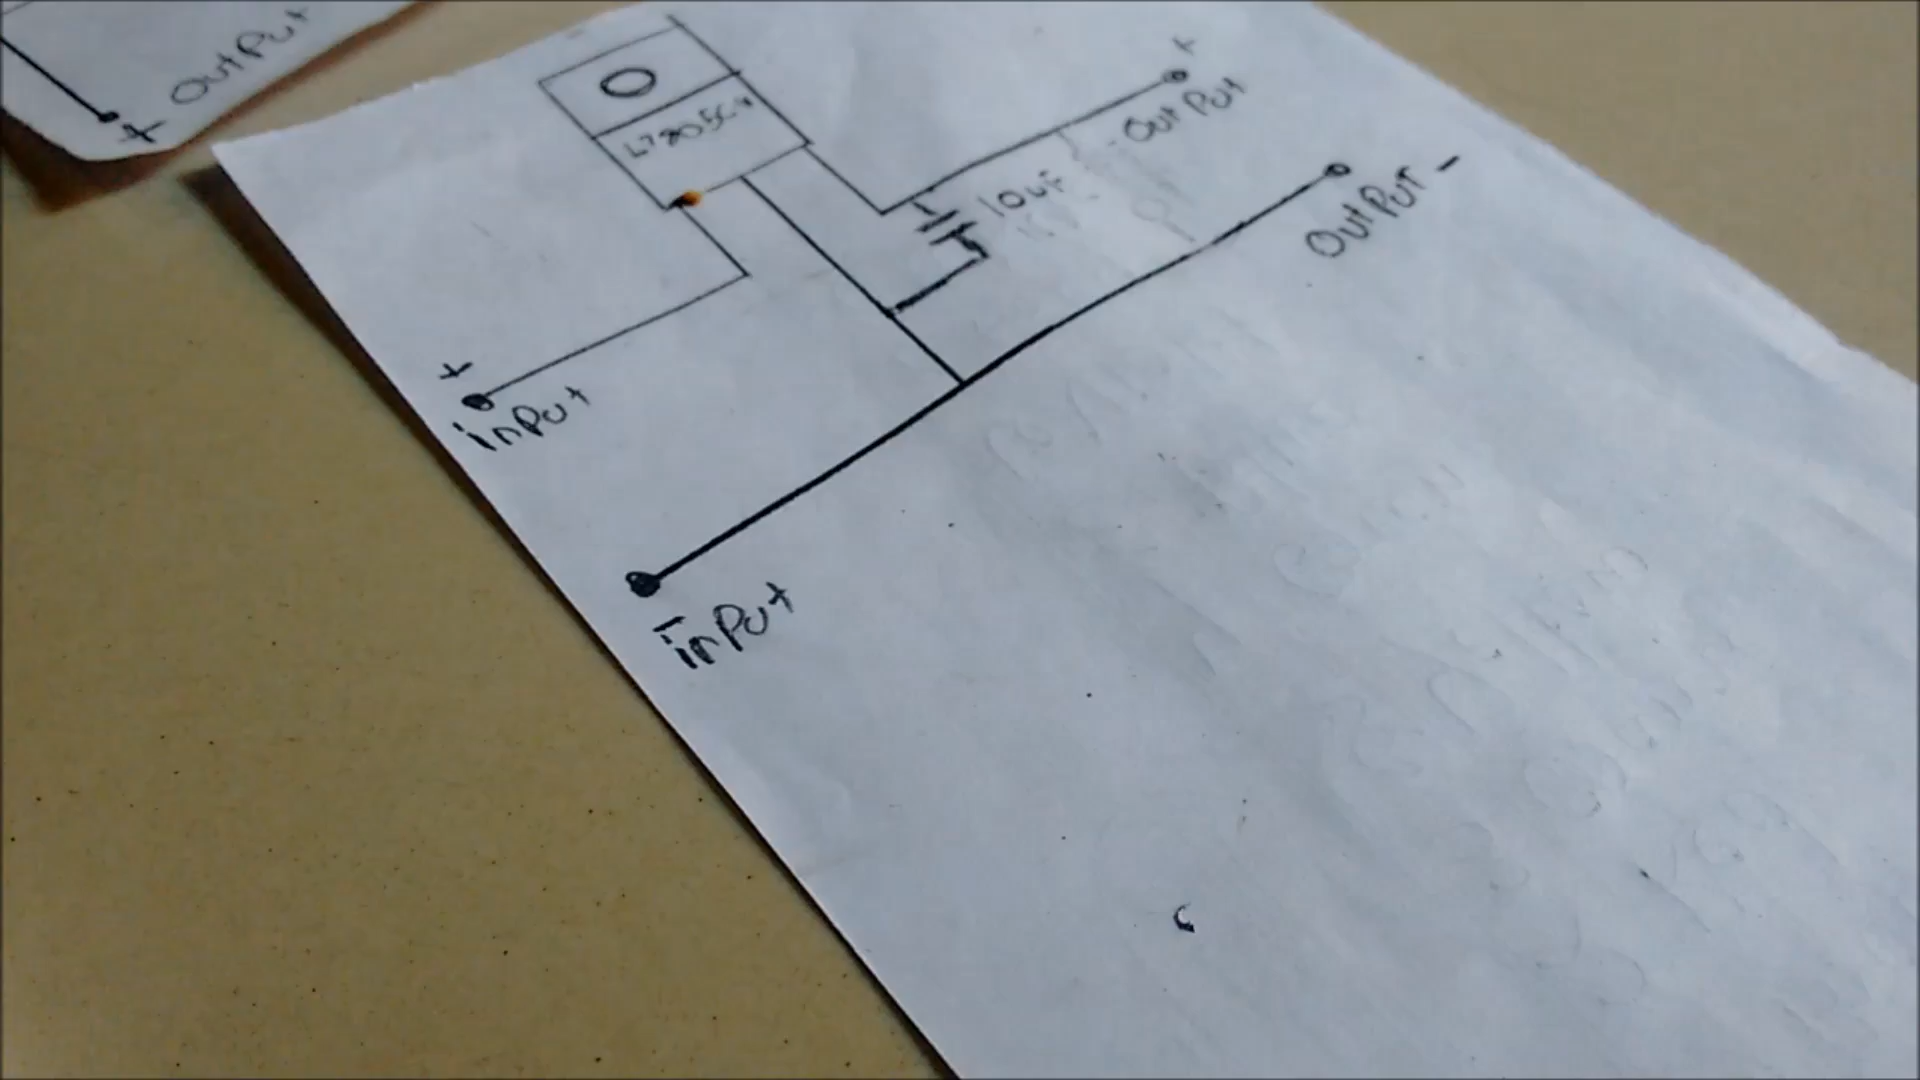 + OutPut
L7805CV
+
OutPut
10uF
OutPut -
+
inPut
-
inPut